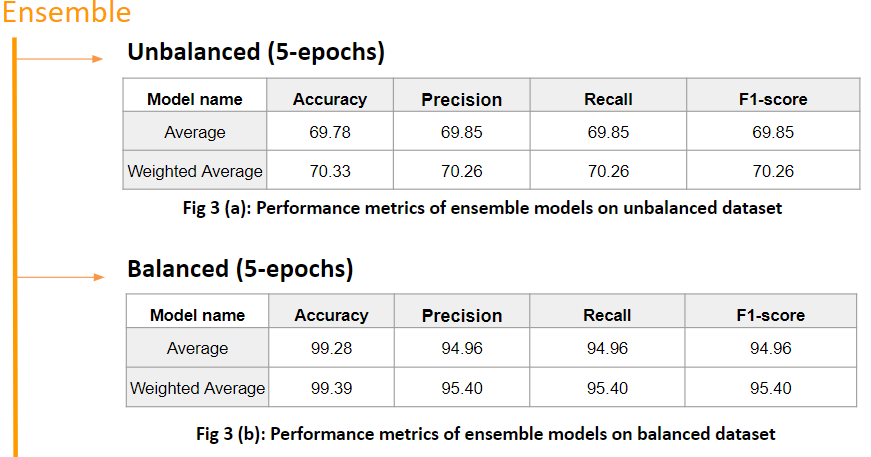 Ensemble
Unbalanced (5-epochs)
Model name Accuracy Precision Recall F1-score
Average 69.78 69.85 69.85 69.85
Weighted Average 70.33 70.26 70.26 70.26
Fig 3 (a): Performance metrics of ensemble models on unbalanced dataset
Balanced (5-epochs)
Model name Accuracy Precision Recall F1-score
Average 99.28 94.96 94.96 94.96
Weighted Average 99.39 95.40 95.40 95.40
Fig 3 (b): Performance metrics of ensemble models on balanced dataset